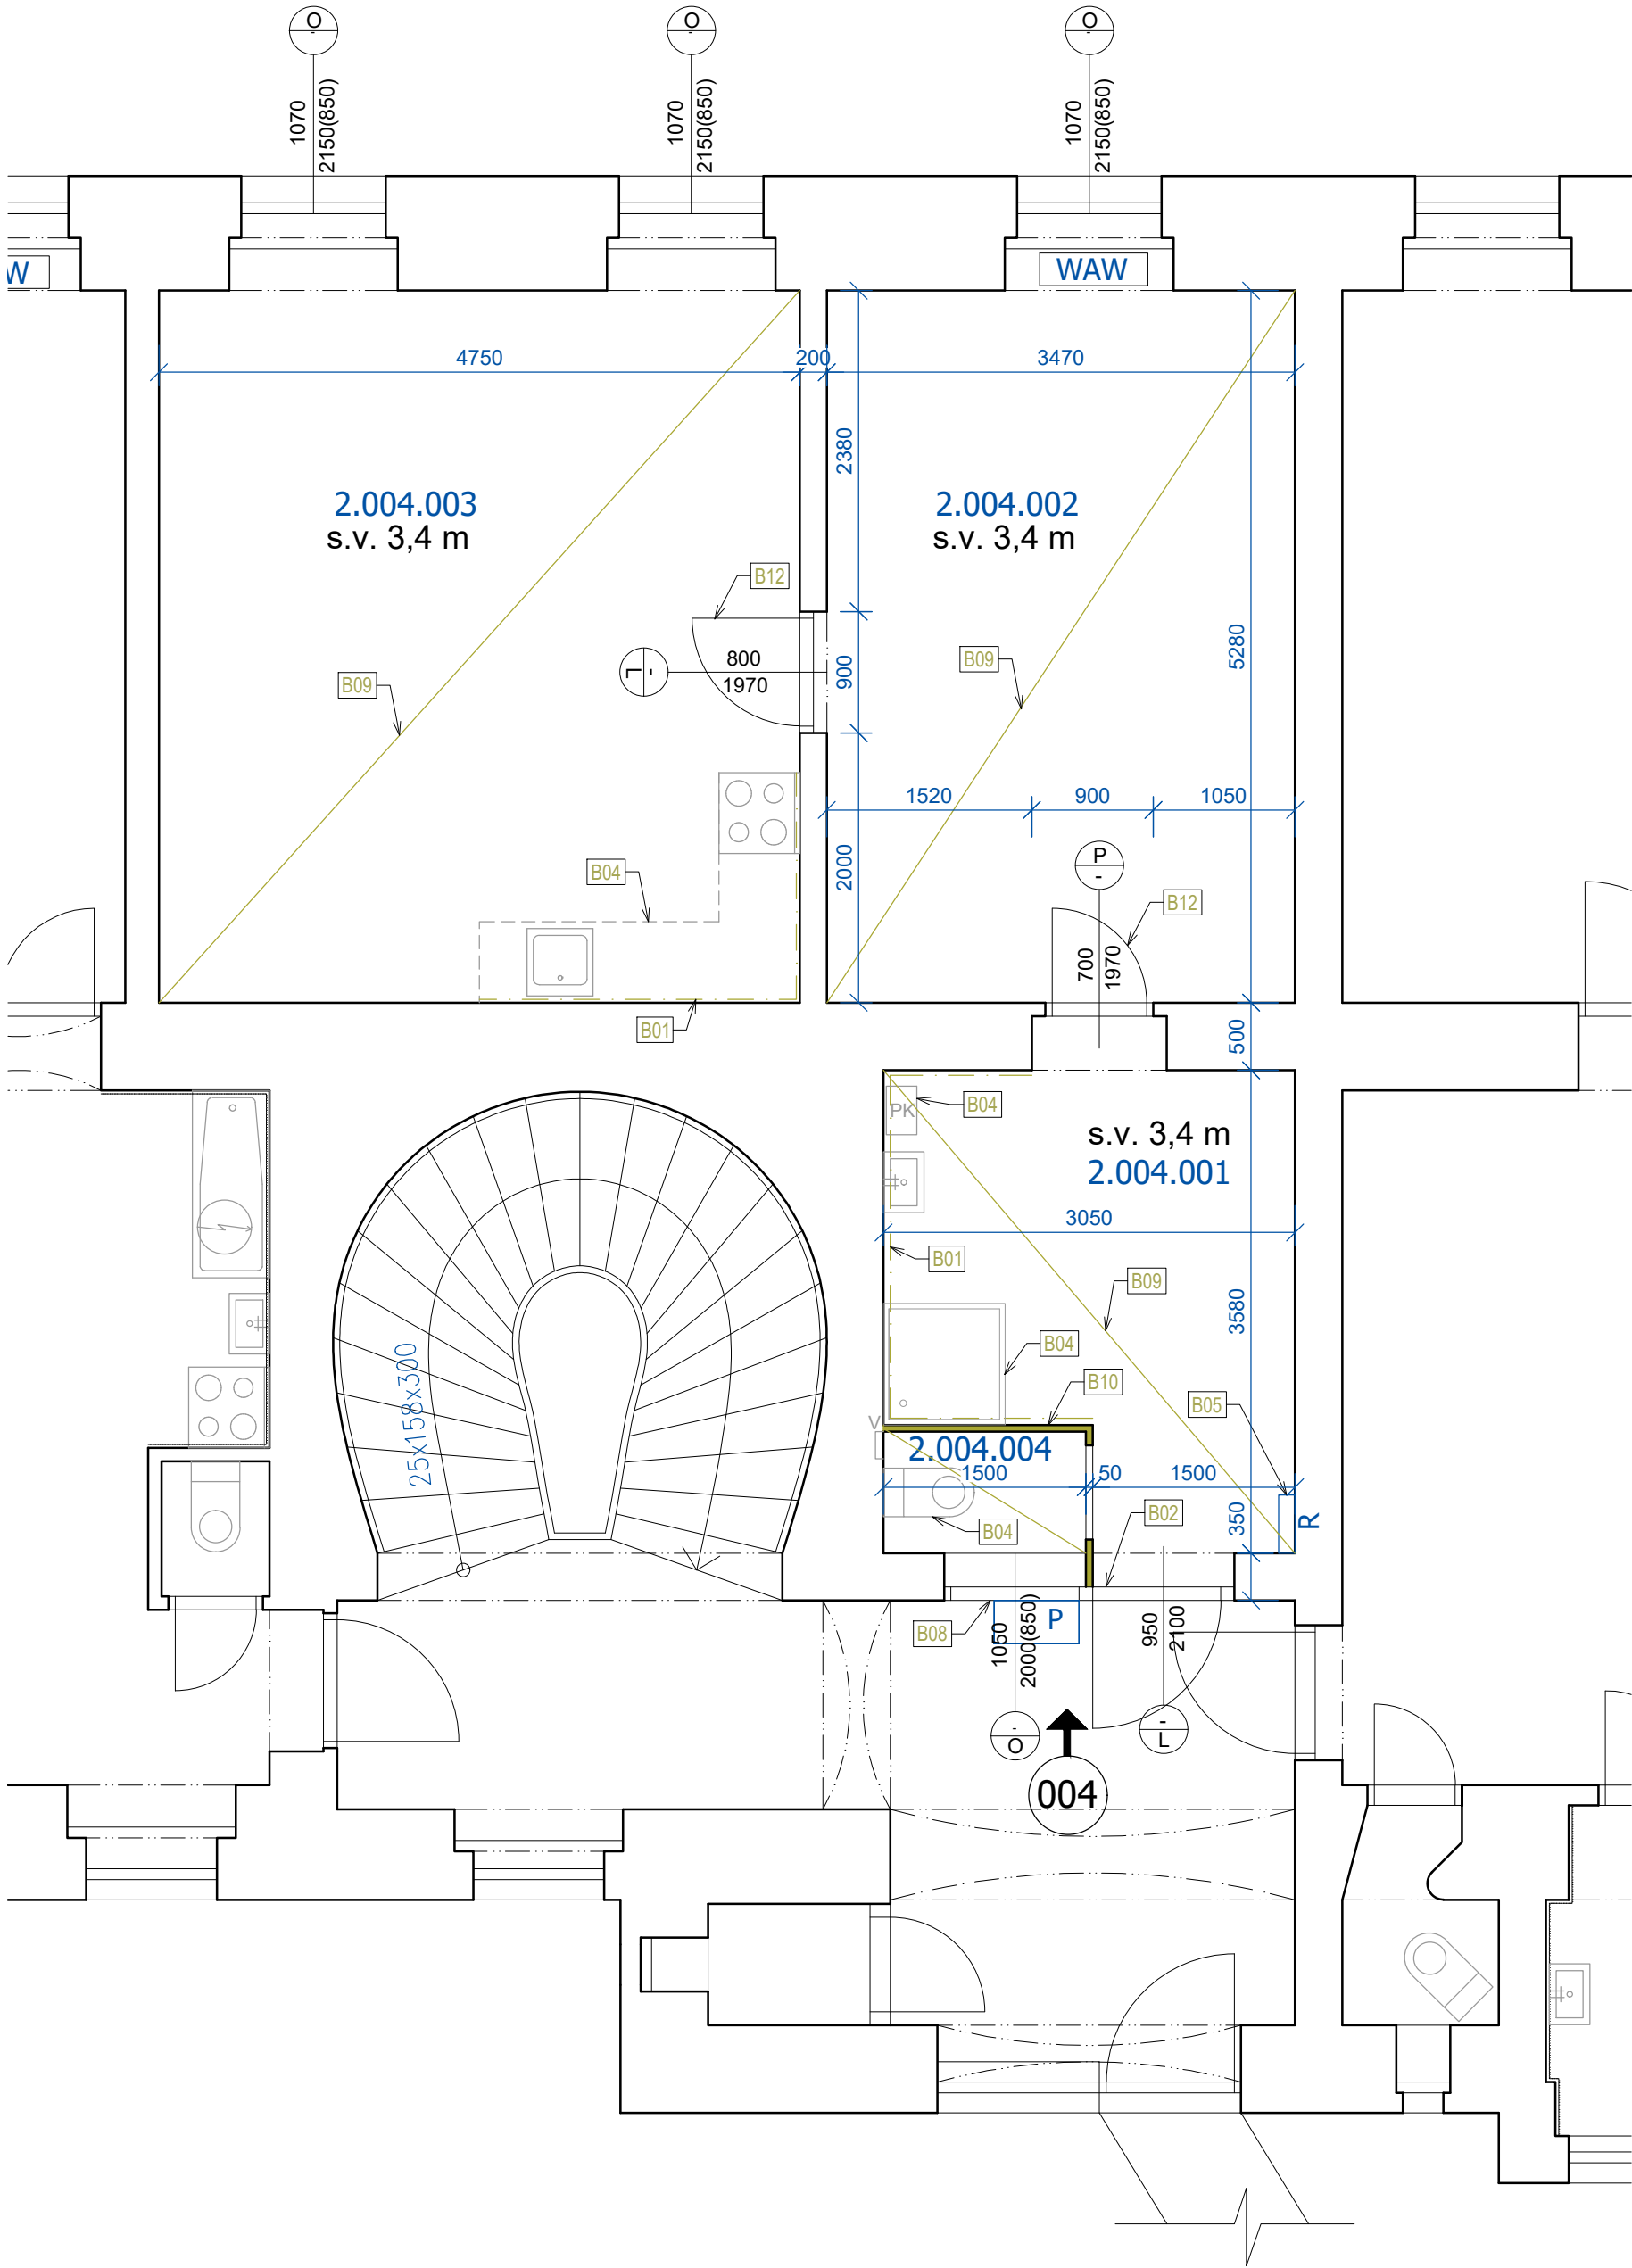 O
-
O
-
O
-
1070
2150(850)
1070
2150(850)
1070
2150(850)
W
WAW
4750
200
3470
2380
2.004.003
s.v. 3,4 m
2.004.002
s.v. 3,4 m
B12
5280
L
-
800
1970
900
B09
B09
1520
900
1050
2000
P
-
B04
B12
700
1970
B01
500
PK
B04
s.v. 3,4 m
2.004.001
3050
B01
B09
3580
B04
25x158x300
B10
B05
V
2.004.004
1500
50
1500
B04
B02
350
R
B08
P
1050
2000(850)
950
2100
-
O
-
L
004